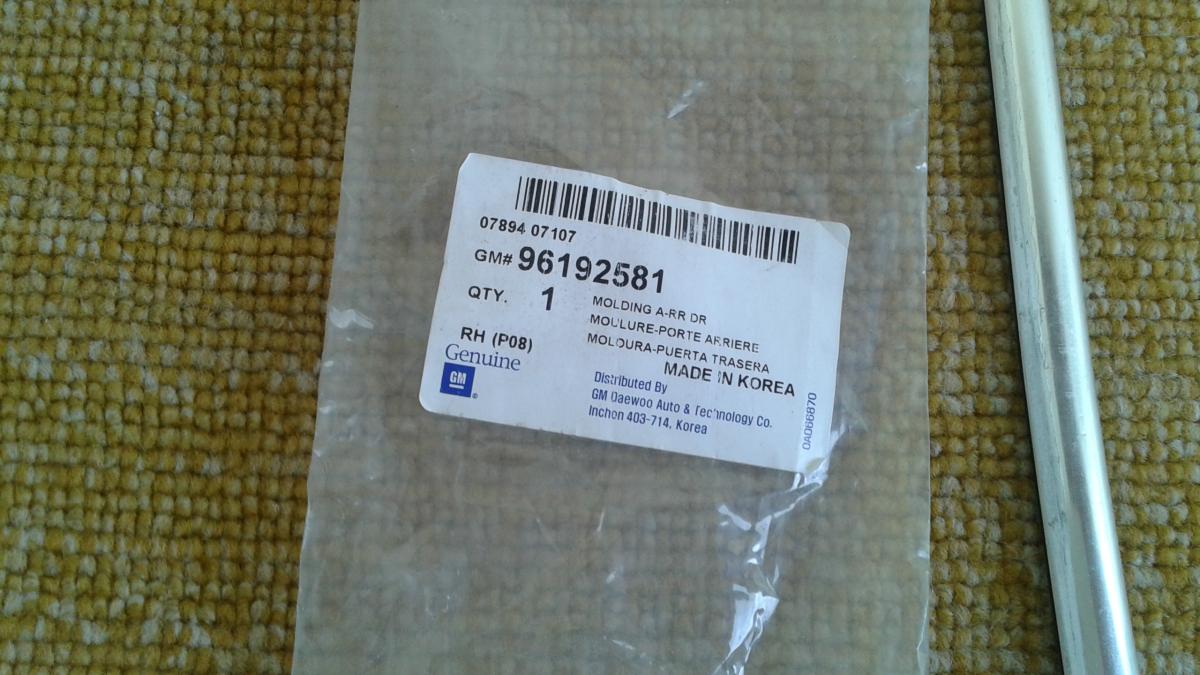 07894 07107
GM# 96192581
QTY. 1
MOLDING A-RR DR
MOULURE-PORTE ARRIERE
MOLDURA-PUERTA TRASERA
RH (P08)
MADE IN KOREA
Genuine
GM
Distributed By
GM Daewoo Auto & Technology Co.
Inchon 403-714, Korea
0AD66870